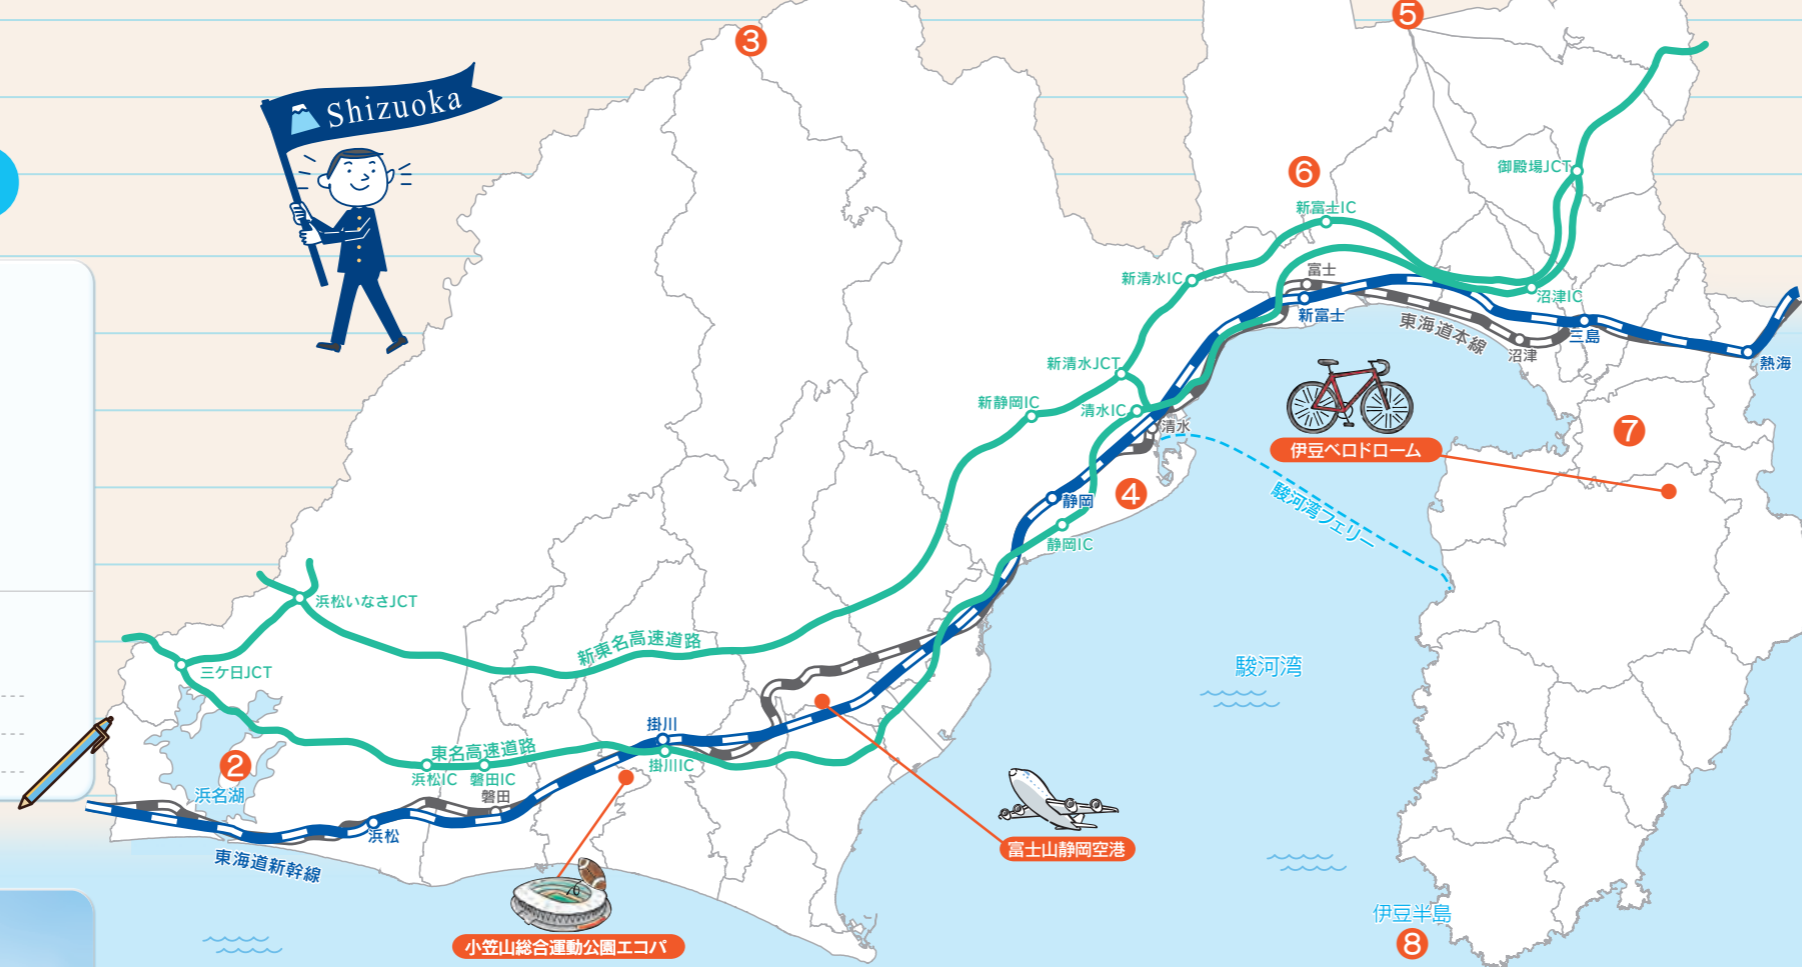 5
3
Shizuoka
御殿場JCT
6
新富士IC
富士
新清水IC
沼津IC
新富士
東海道本線
三島
沼津
熱海
新清水JCT
新静岡IC
清水IC
清水
7
伊豆ベロドローム
静岡
4
駿河湾フェリー
静岡IC
浜松いなさJCT
新東名高速道路
三ケ日JCT
駿河湾
掛川
東名高速道路
掛川IC
浜松IC
磐田IC
2
浜名湖
磐田
浜松
東海道新幹線
富士山静岡空港
伊豆半島
8
小笠山総合運動公園エコパ